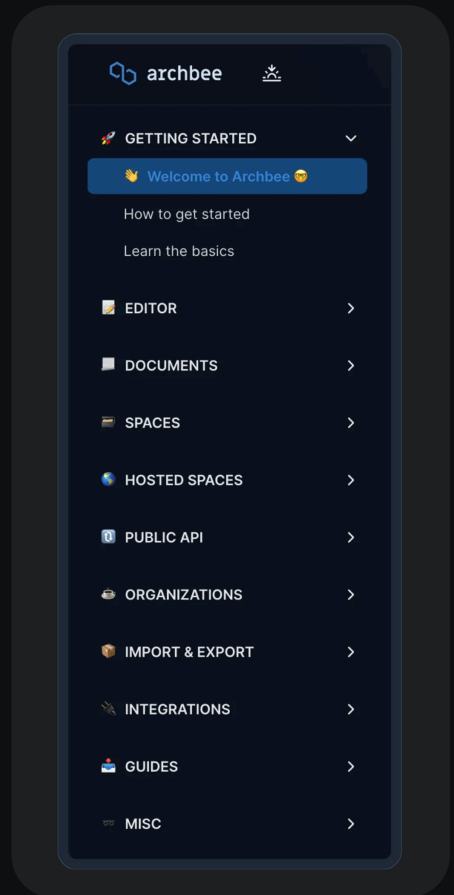 archbee
🚀 GETTING STARTED
👋 Welcome to Archbee 🤓
How to get started
Learn the basics
📝 EDITOR
📃 DOCUMENTS
🗃️ SPACES
🌎 HOSTED SPACES
🔃 PUBLIC API
☕ ORGANIZATIONS
📦 IMPORT & EXPORT
🔌 INTEGRATIONS
📤 GUIDES
👓 MISC